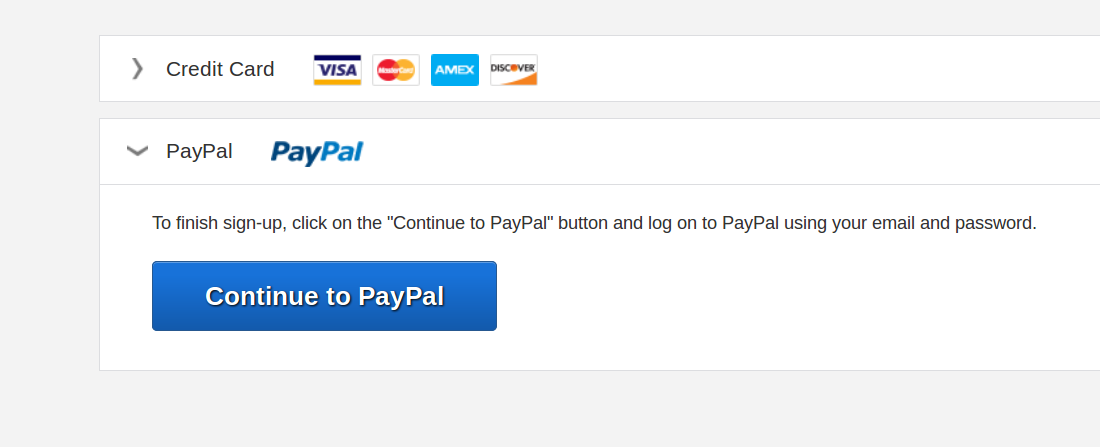 Credit Card VISA MasterCard AMEX DISCOVER
PayPal PayPal
To finish sign-up, click on the "Continue to PayPal" button and log on to PayPal using your email and password.
Continue to PayPal